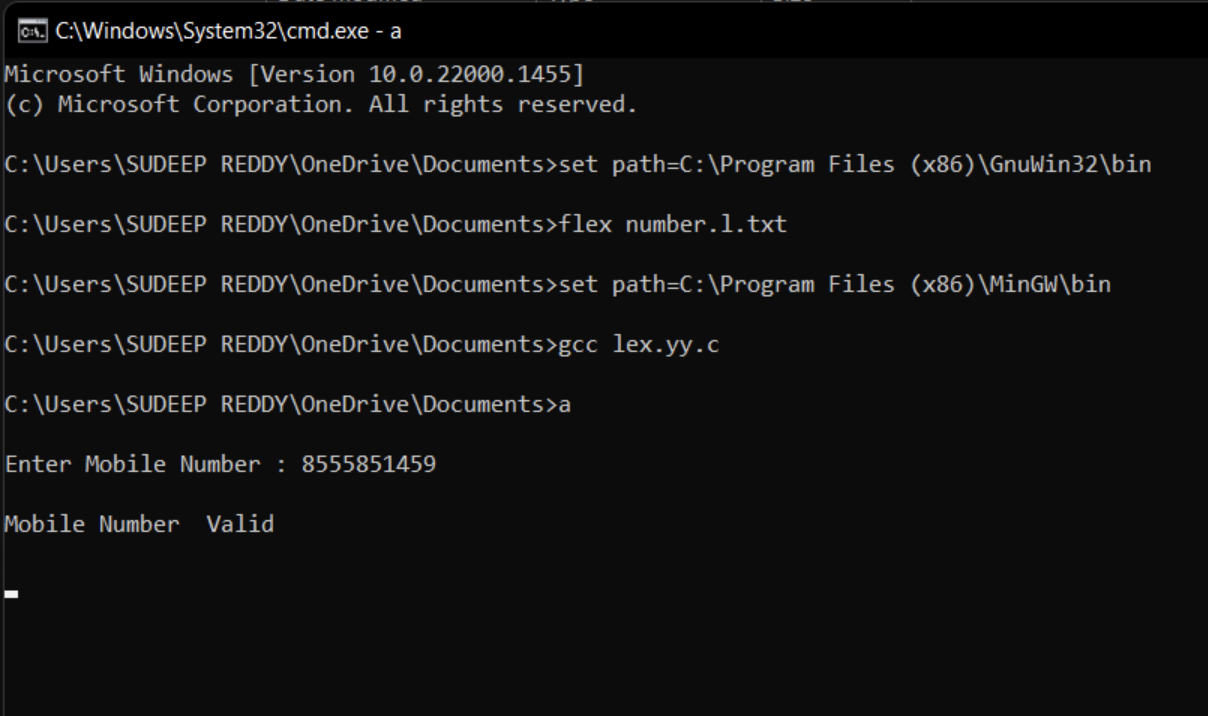 C:\Windows\System32\cmd.exe - a
Microsoft Windows [Version 10.0.22000.1455]
(c) Microsoft Corporation. All rights reserved.
C:\Users\SUDEEP REDDY\OneDrive\Documents>set path=C:\Program Files (x86)\GnuWin32\bin
C:\Users\SUDEEP REDDY\OneDrive\Documents>flex number.l.txt
C:\Users\SUDEEP REDDY\OneDrive\Documents>set path=C:\Program Files (x86)\MinGW\bin
C:\Users\SUDEEP REDDY\OneDrive\Documents>gcc lex.yy.c
C:\Users\SUDEEP REDDY\OneDrive\Documents>a
Enter Mobile Number : 8555851459
Mobile Number  Valid